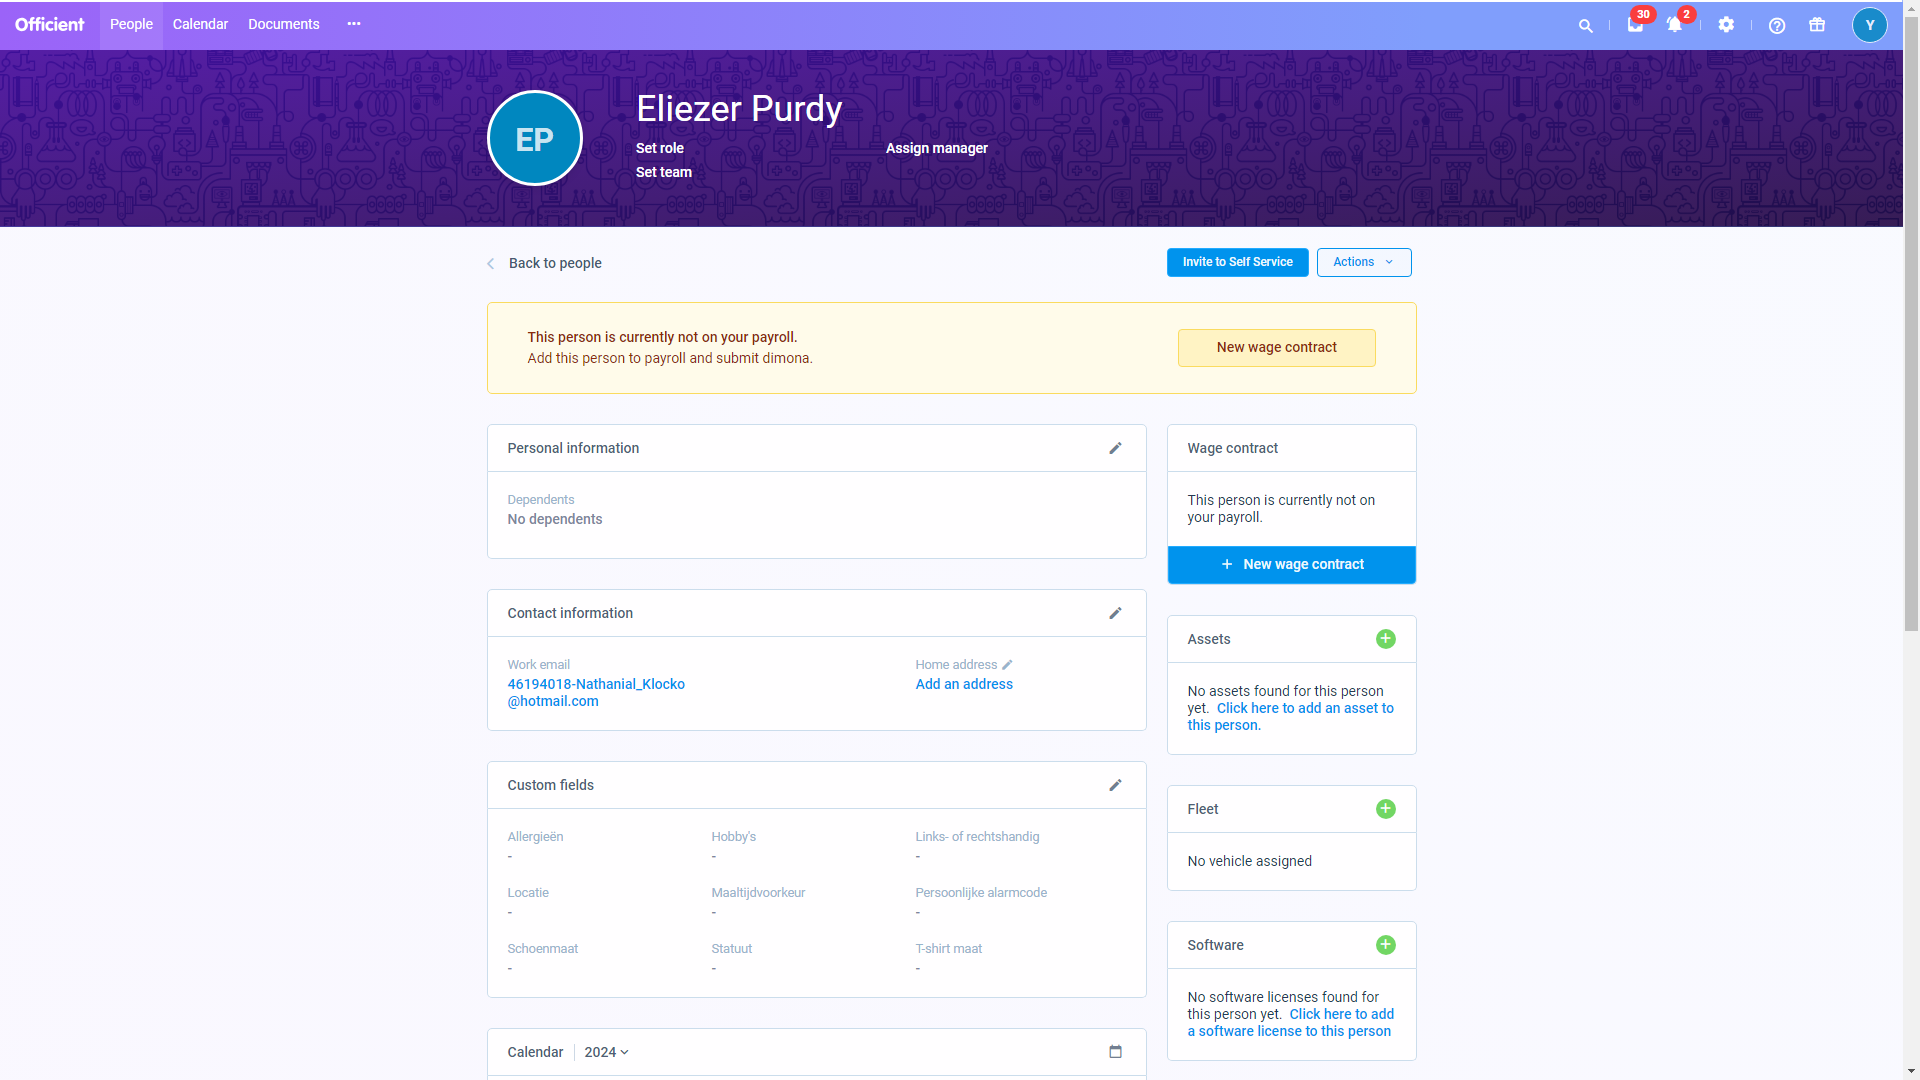 Officient
People
Calendar
Documents
30
2
Y
EP
Eliezer Purdy
Set role
Assign manager
Set team
Back to people
Invite to Self Service
Actions
This person is currently not on your payroll.
Add this person to payroll and submit dimona.
New wage contract
Personal information
Dependents
No dependents
Wage contract
This person is currently not on
your payroll.
New wage contract
Contact information
Work email
46194018-Nathanial_Klocko
@hotmail.com
Home address
Add an address
Assets
No assets found for this person
yet. Click here to add an asset to
this person.
Custom fields
Allergieën
-
Hobby's
-
Links- of rechtshandig
-
Locatie
-
Maaltijdvoorkeur
-
Persoonlijke alarmcode
-
Schoenmaat
-
Statuut
-
T-shirt maat
-
Fleet
No vehicle assigned
Software
No software licenses found for
this person yet. Click here to add
a software license to this person
Calendar
2024